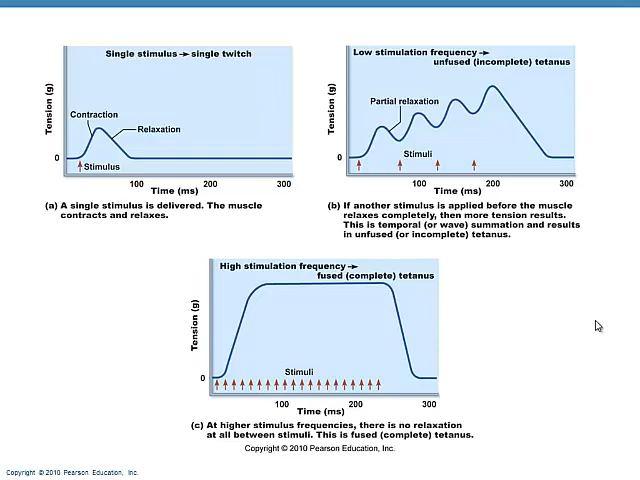 Single stimulus → single twitch
Tension (g)
Contraction
Relaxation
0
Stimulus
100 200 300
Time (ms)
(a) A single stimulus is delivered. The muscle
contracts and relaxes.
Low stimulation frequency →
unfused (incomplete) tetanus
Tension (g)
Partial relaxation
Stimuli
0
100 200 300
Time (ms)
(b) If another stimulus is applied before the muscle
relaxes completely, then more tension results.
This is temporal (or wave) summation and results
in unfused (or incomplete) tetanus.
High stimulation frequency →
fused (complete) tetanus
Tension (g)
Stimuli
0
100 200 300
Time (ms)
(c) At higher stimulus frequencies, there is no relaxation
at all between stimuli. This is fused (complete) tetanus.
Copyright © 2010 Pearson Education, Inc.
Copyright © 2010 Pearson Education, Inc.